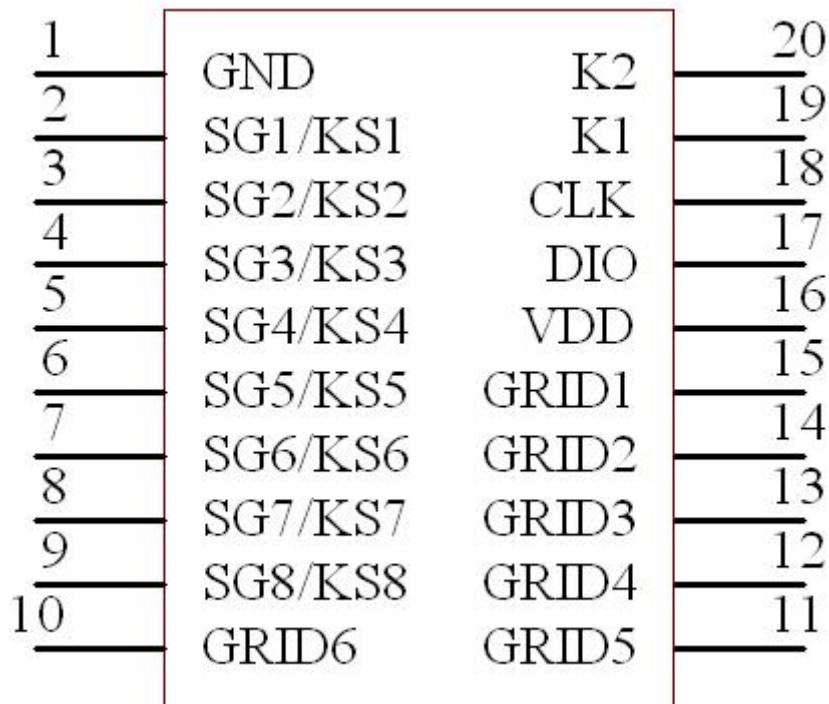 1 GND K2 20
2 SG1/KS1 K1 19
3 SG2/KS2 CLK 18
4 SG3/KS3 DIO 17
5 SG4/KS4 VDD 16
6 SG5/KS5 GRID1 15
7 SG6/KS6 GRID2 14
8 SG7/KS7 GRID3 13
9 SG8/KS8 GRID4 12
10 GRID6 GRID5 11